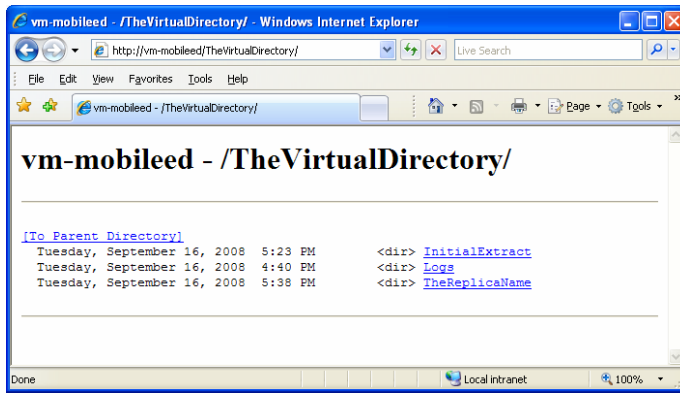 vm-mobileed - /TheVirtualDirectory/ - Windows Internet Explorer
http://vm-mobileed/TheVirtualDirectory/
Live Search
File Edit View Favorites Tools Help
vm-mobileed - /TheVirtualDirectory/
Page Tools »
vm-mobileed - /TheVirtualDirectory/
[To Parent Directory]
Tuesday, September 16, 2008 5:23 PM <dir> InitialExtract
Tuesday, September 16, 2008 4:40 PM <dir> Logs
Tuesday, September 16, 2008 5:38 PM <dir> TheReplicaName
Done Local intranet 100%